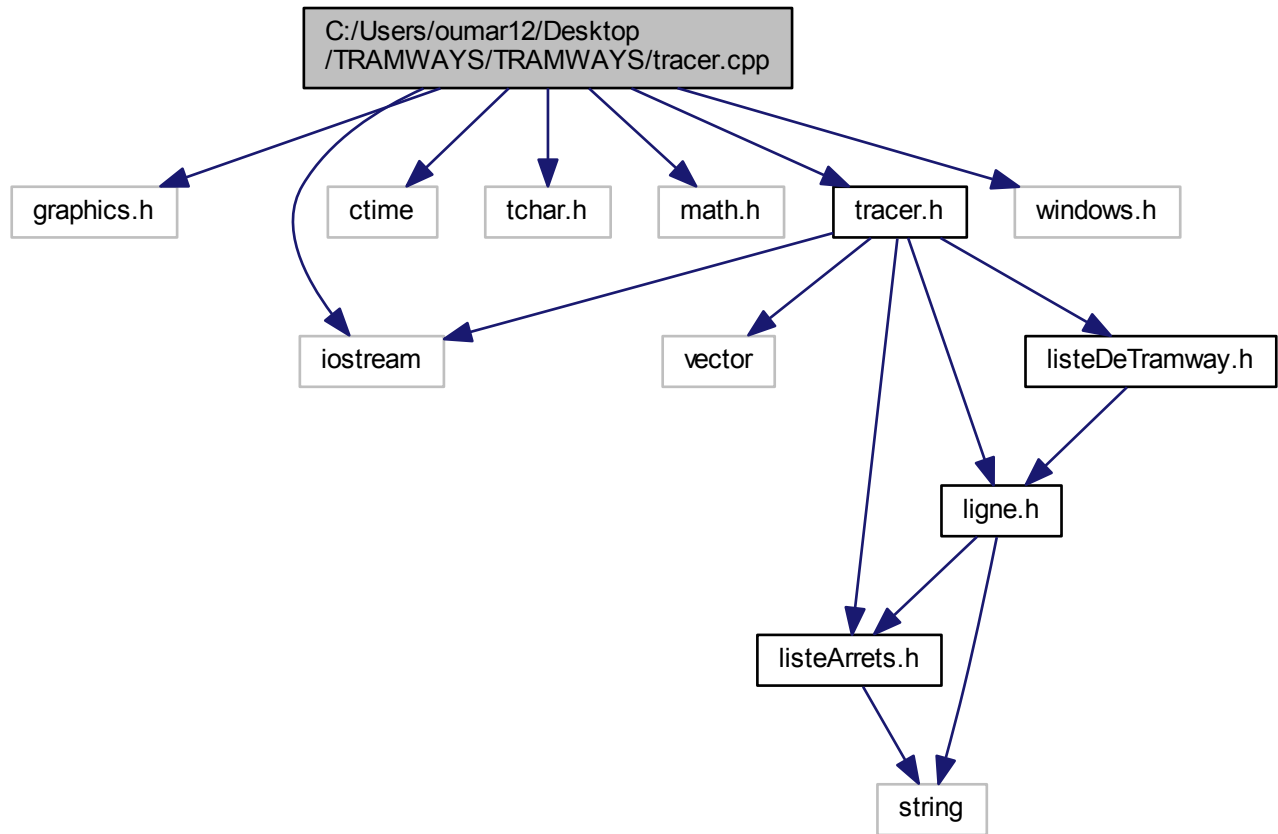 C:/Users/oumar12/Desktop
/TRAMWAYS/TRAMWAYS/tracer.cpp
graphics.h
ctime
tchar.h
math.h
tracer.h
windows.h
iostream
vector
listeDeTramway.h
ligne.h
listeArrets.h
string